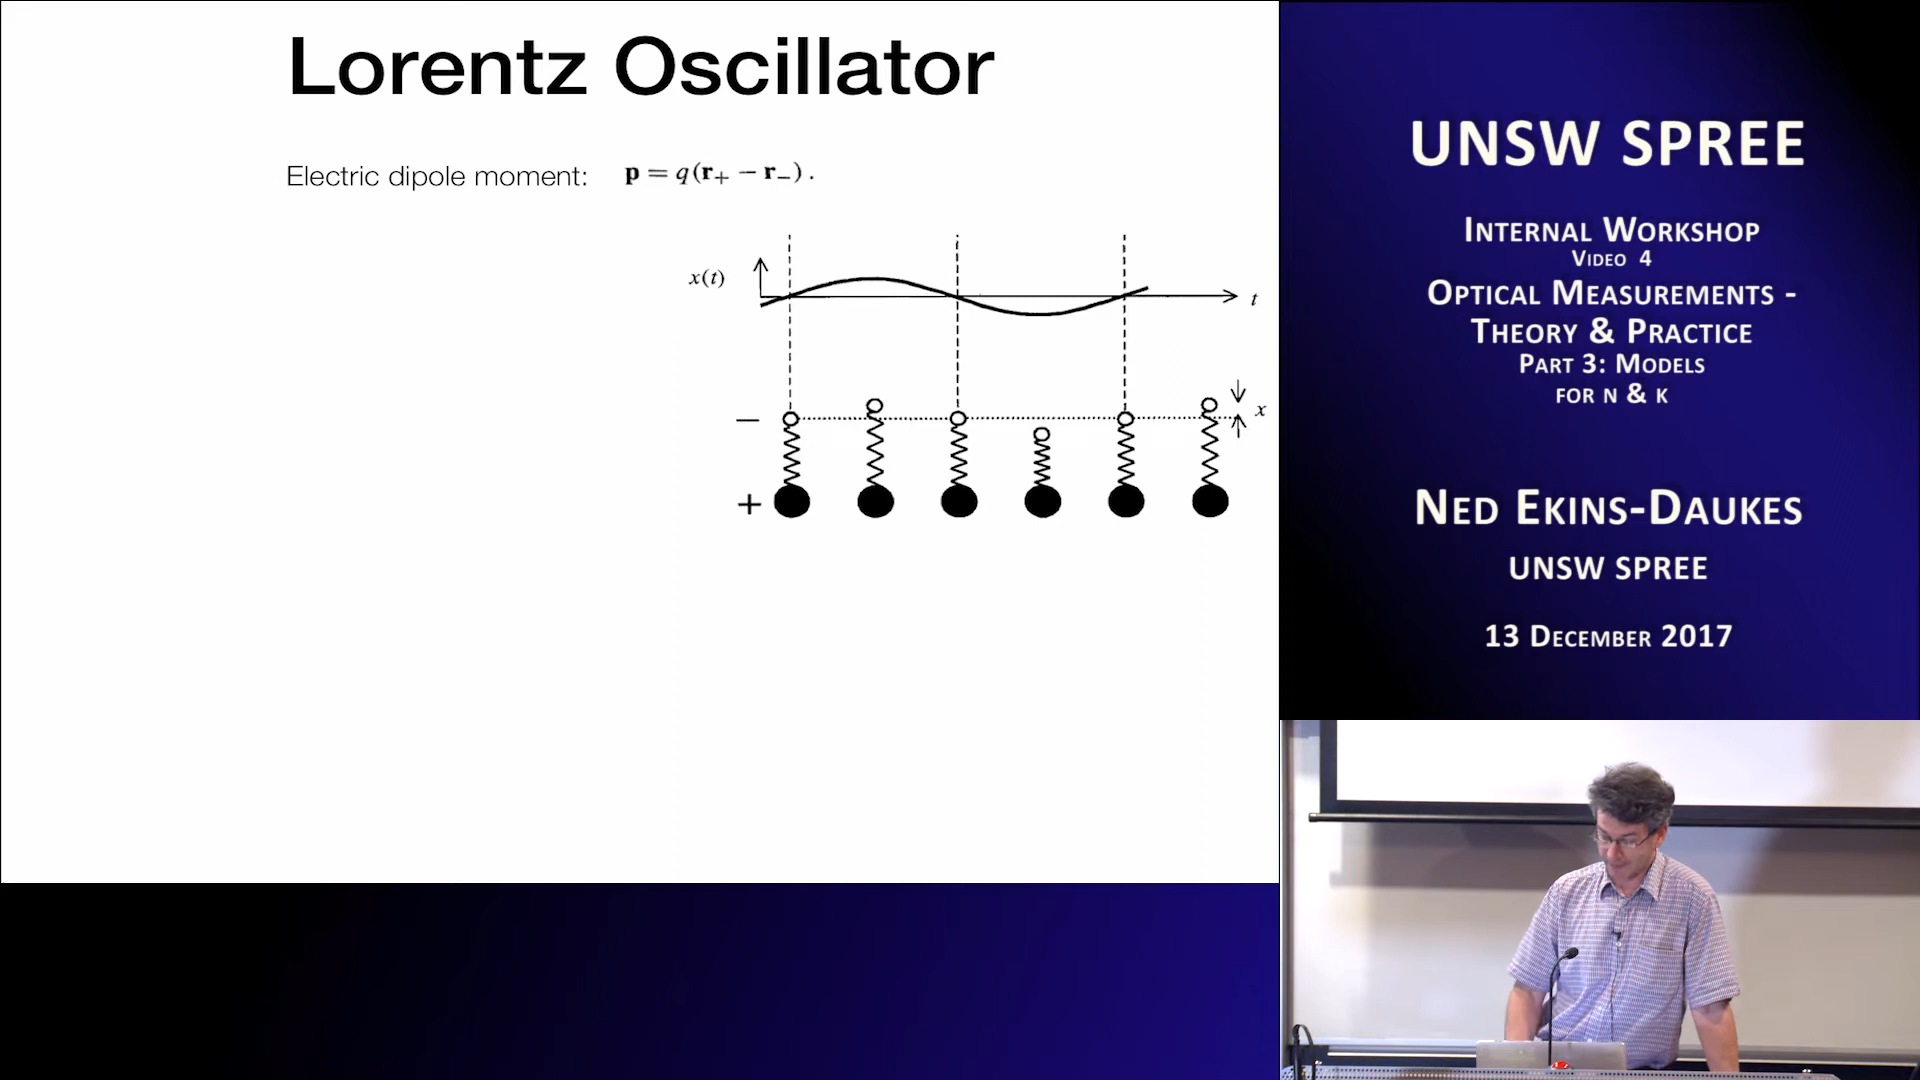 Lorentz Oscillator
Electric dipole moment: p = q(r₊ − r₋).
x(t)
t
x
−
+
UNSW SPREE
INTERNAL WORKSHOP
VIDEO 4
OPTICAL MEASUREMENTS -
THEORY & PRACTICE
PART 3: MODELS
FOR N & K
NED EKINS-DAUKES
UNSW SPREE
13 DECEMBER 2017